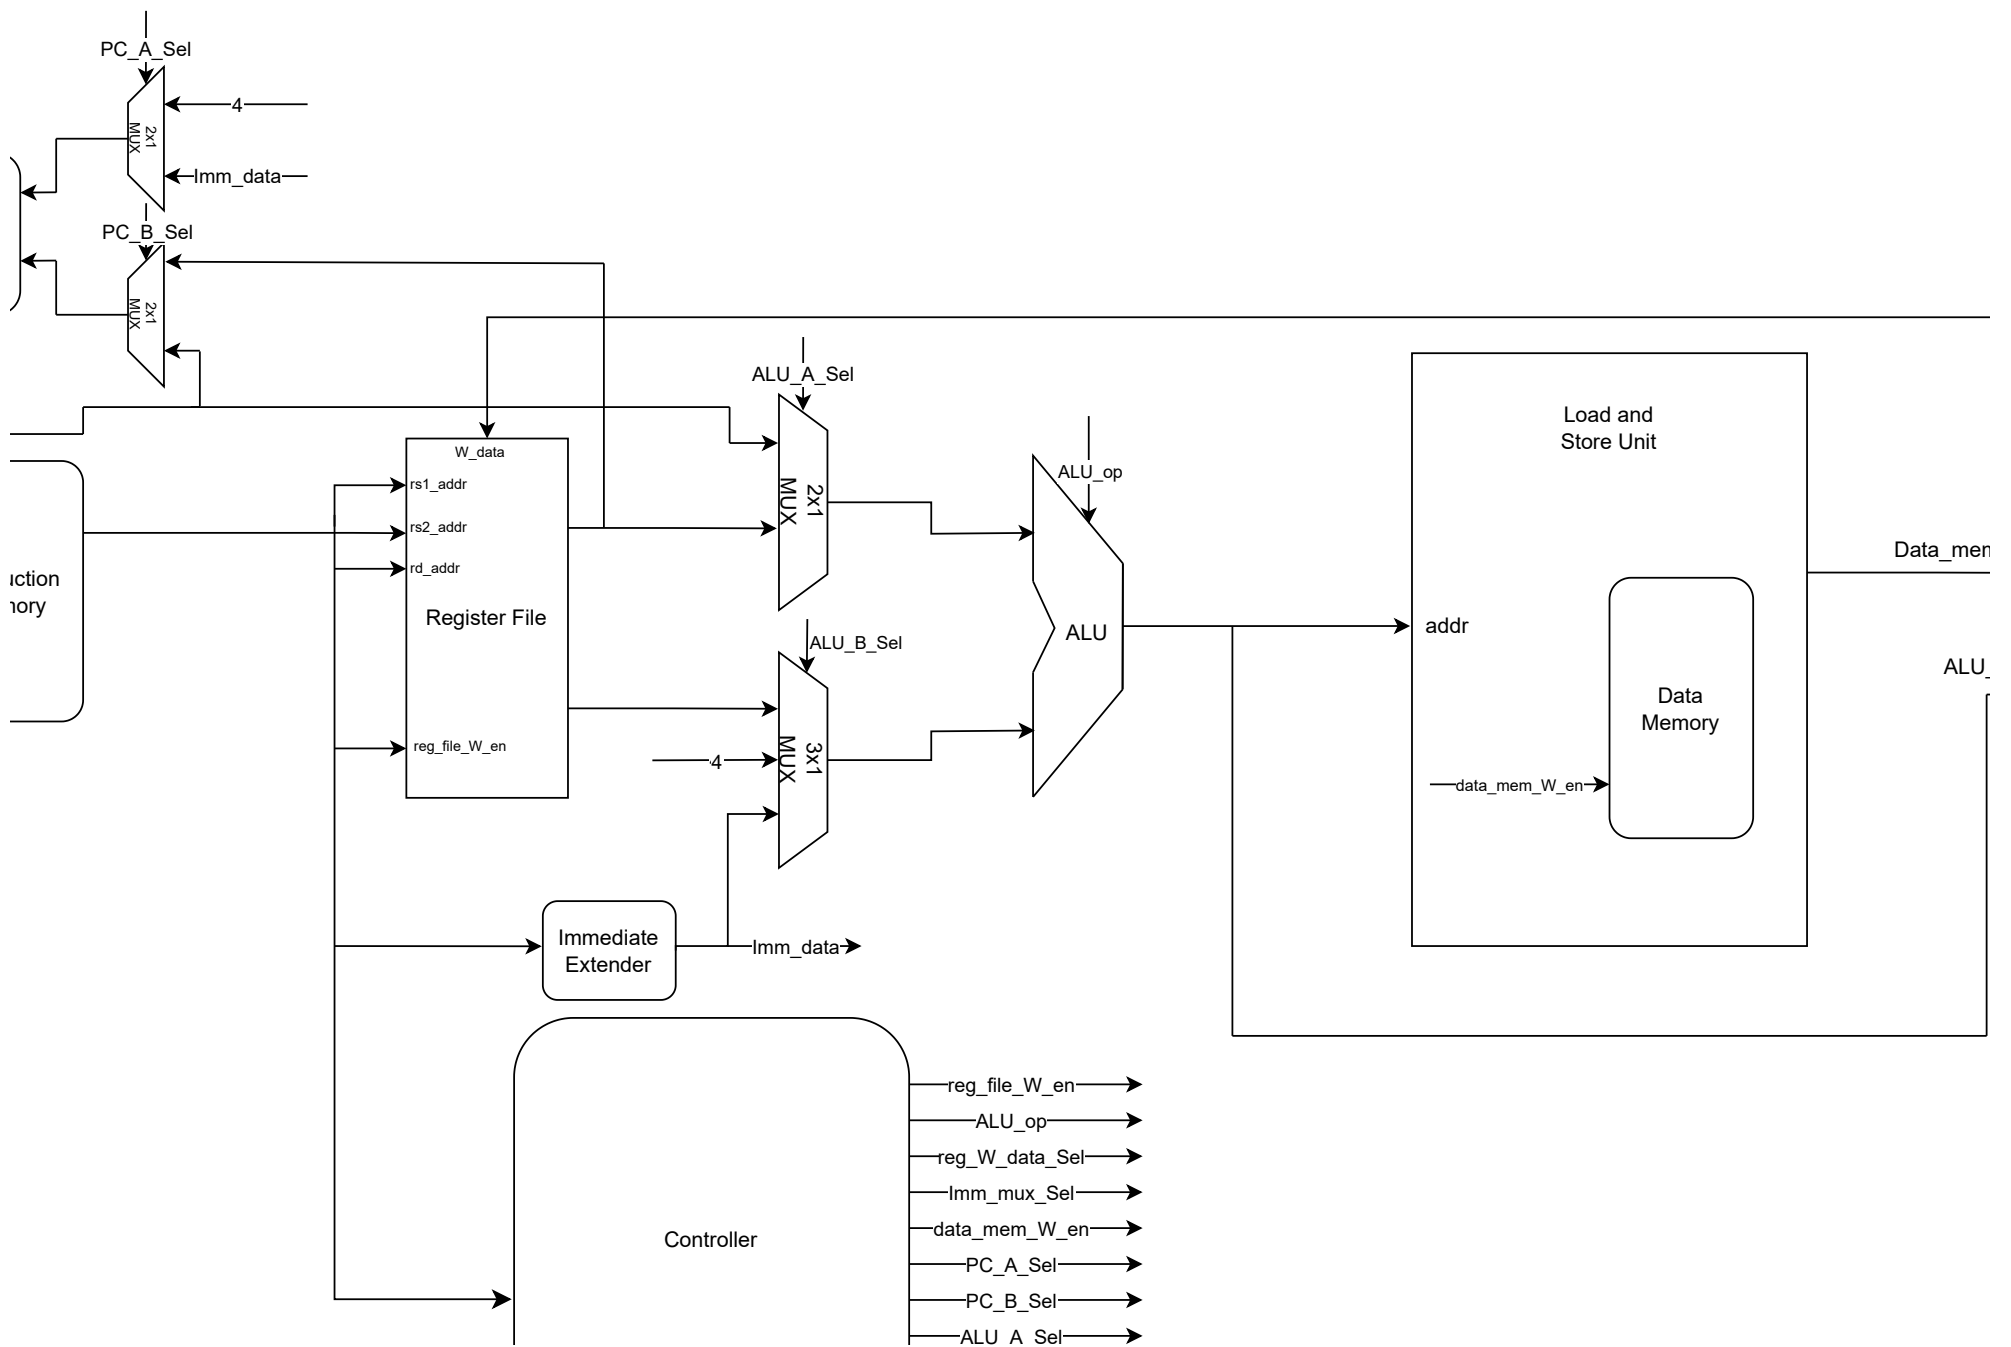 PC_A_Sel
4
2x1
MUX
Imm_data
PC_B_Sel
2x1
MUX
ALU_A_Sel
2x1
MUX
W_data
rs1_addr
rs2_addr
rd_addr
Register File
reg_file_W_en
ALU_B_Sel
3x1
MUX
4
ALU_op
ALU
Load and
Store Unit
addr
Data
Memory
data_mem_W_en
Immediate
Extender
Imm_data
Controller
reg_file_W_en
ALU_op
reg_W_data_Sel
Imm_mux_Sel
data_mem_W_en
PC_A_Sel
PC_B_Sel
ALU_A_Sel